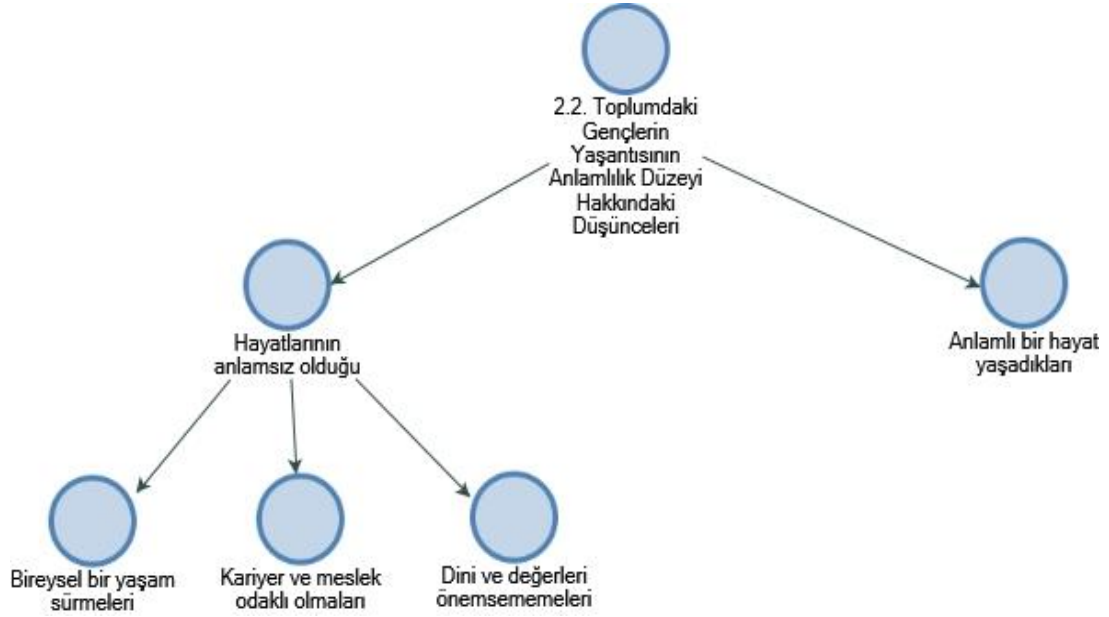 2.2. Toplumdaki
Gençlerin
Yaşantısının
Anlamlılık Düzeyi
Hakkındaki
Düşünceleri
Hayatlarının
anlamsız olduğu
Anlamlı bir hayat
yaşadıkları
Bireysel bir yaşam
sürmeleri
Kariyer ve meslek
odaklı olmaları
Dini ve değerleri
önemsememeleri